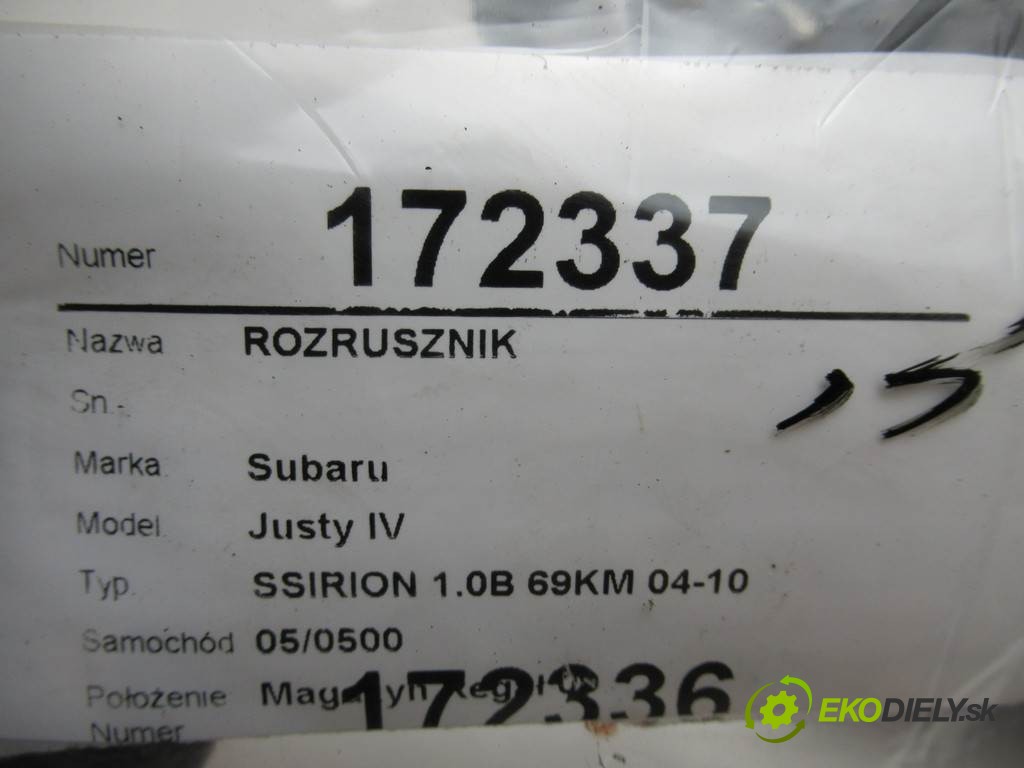 Numer 172337
Nazwa ROZRUSZNIK
Sn.-
Marka Subaru
Model Justy IV
Typ. SSIRION 1.0B 69KM 04-10
Samochód 05/0500
Położenie
Numer 172336
EKODIELY.sk